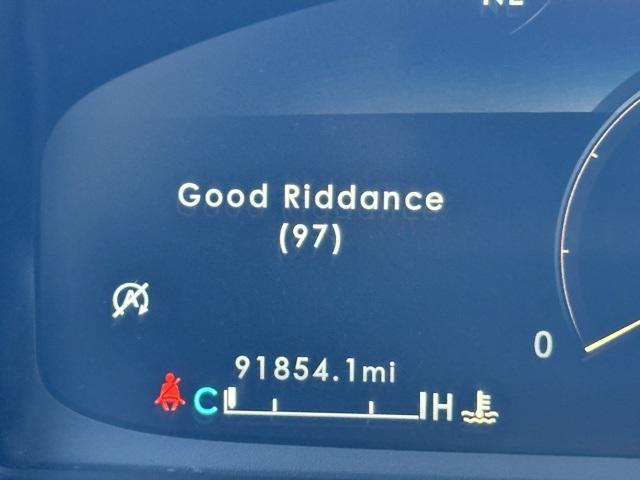 Good Riddance
(97)
0
91854.1mi
C H